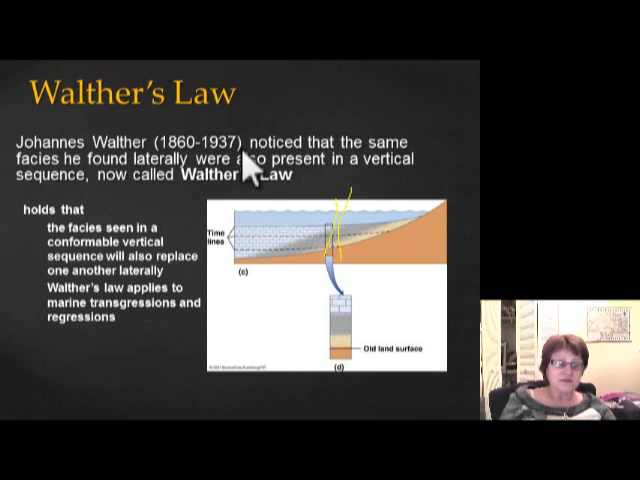 Walther's Law
Johannes Walther (1860-1937) noticed that the same
facies he found laterally were also present in a vertical
sequence, now called Walther Law
holds that
the facies seen in a
conformable vertical
sequence will also replace
one another laterally
Walther's law applies to
marine transgressions and
regressions
Time
lines
(c)
Old land surface
(d)